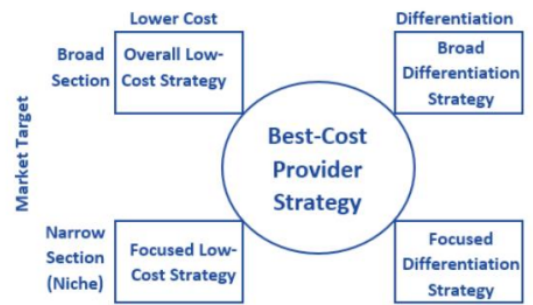 Lower Cost
Differentiation
Broad
Section
Overall Low-
Cost Strategy
Broad
Differentiation
Strategy
Market Target
Best-Cost
Provider
Strategy
Narrow
Section
(Niche)
Focused Low-
Cost Strategy
Focused
Differentiation
Strategy